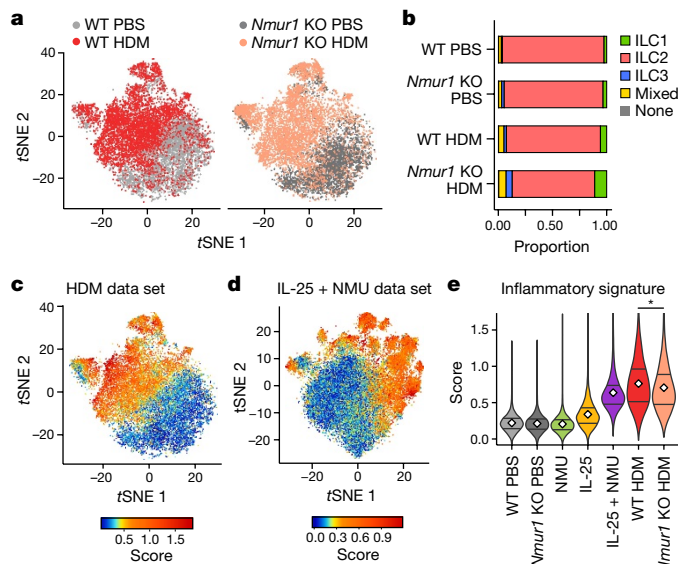 a
WT PBS
WT HDM
Nmur1 KO PBS
Nmur1 KO HDM
tSNE 2
40
20
0
−20
−20 0 20
−20 0 20
tSNE 1
b
WT PBS
Nmur1 KO
PBS
WT HDM
Nmur1 KO
HDM
0.00 0.50 1.00
Proportion
ILC1
ILC2
ILC3
Mixed
None
c HDM data set
tSNE 2
40
20
0
−20
−20 0 20
tSNE 1
0.5 1.0 1.5
Score
d IL-25 + NMU data set
tSNE 2
20
10
0
−10
−20
−20 0 20
tSNE 1
0.0 0.3 0.6 0.9
Score
e Inflammatory signature
*
Score
1.5
1.0
0.5
0.0
WT PBS
Nmur1 KO PBS
NMU
IL-25
IL-25 + NMU
WT HDM
KO HDM